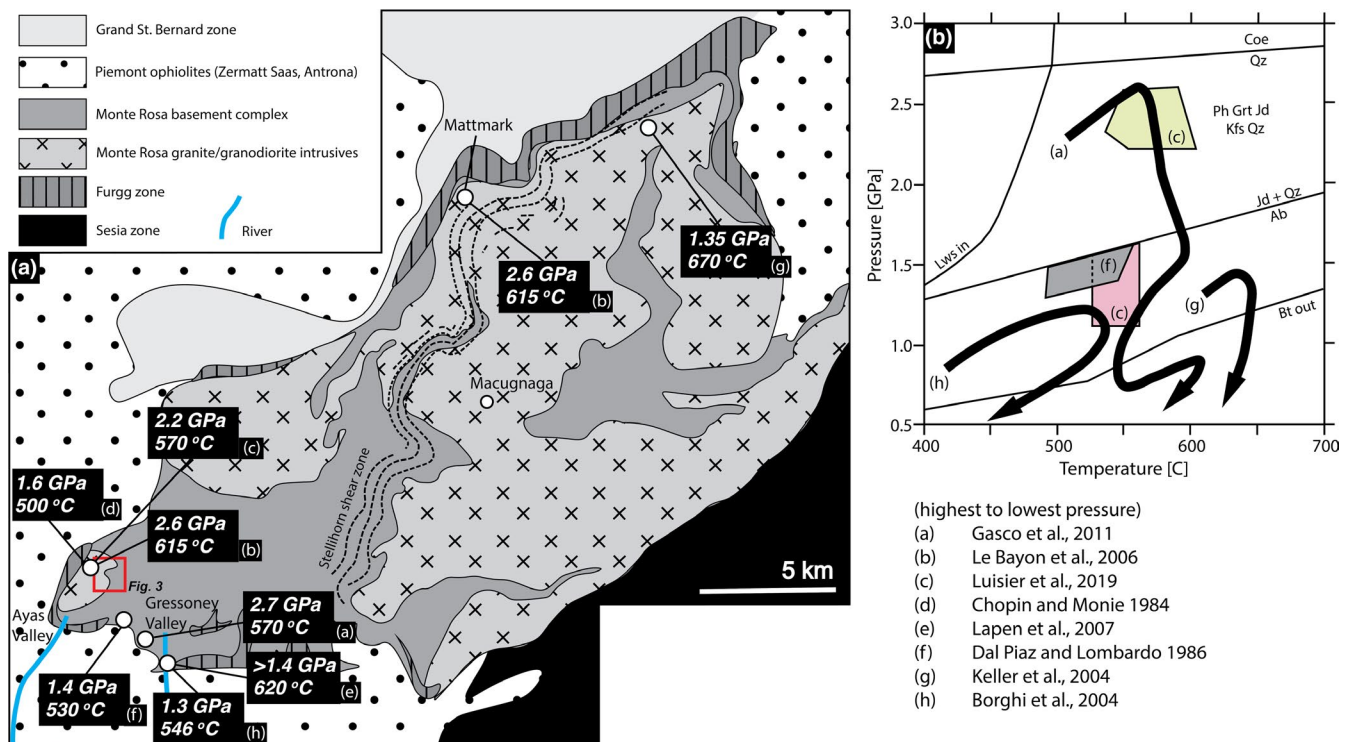 Grand St. Bernard zone
Piemont ophiolites (Zermatt Saas, Antrona)
Monte Rosa basement complex
Monte Rosa granite/granodiorite intrusives
Furgg zone
Sesia zone
River
(a)
Mattmark
1.35 GPa
670 °C
(g)
2.6 GPa
615 °C
(b)
Macugnaga
2.2 GPa
570 °C
(c)
1.6 GPa
500 °C
(d)
2.6 GPa
615 °C
(b)
Stellihorn shear zone
Fig. 3
5 km
Ayas
Valley
Gressoney
Valley
2.7 GPa
570 °C
(a)
>1.4 GPa
620 °C
(e)
1.4 GPa
530 °C
(f)
1.3 GPa
546 °C
(h)
(b)
3.0
2.5
2.0
1.5
1.0
0.5
Pressure [GPa]
Coe
Qz
Ph Grt Jd
Kfs Qz
(c)
(a)
Jd + Qz
Ab
Lws in
(f)
(c)
(g)
Bt out
(h)
400
500
600
700
Temperature [C]
(highest to lowest pressure)
(a) Gasco et al., 2011
(b) Le Bayon et al., 2006
(c) Luisier et al., 2019
(d) Chopin and Monie 1984
(e) Lapen et al., 2007
(f) Dal Piaz and Lombardo 1986
(g) Keller et al., 2004
(h) Borghi et al., 2004